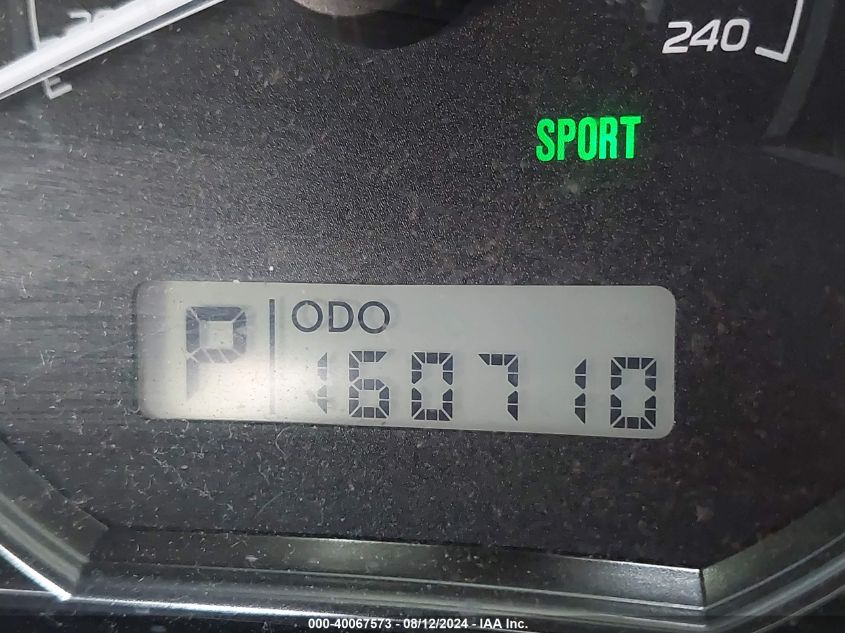 240
SPORT
E
P ODO
160710
000-40067573 - 08/12/2024 - IAA Inc.